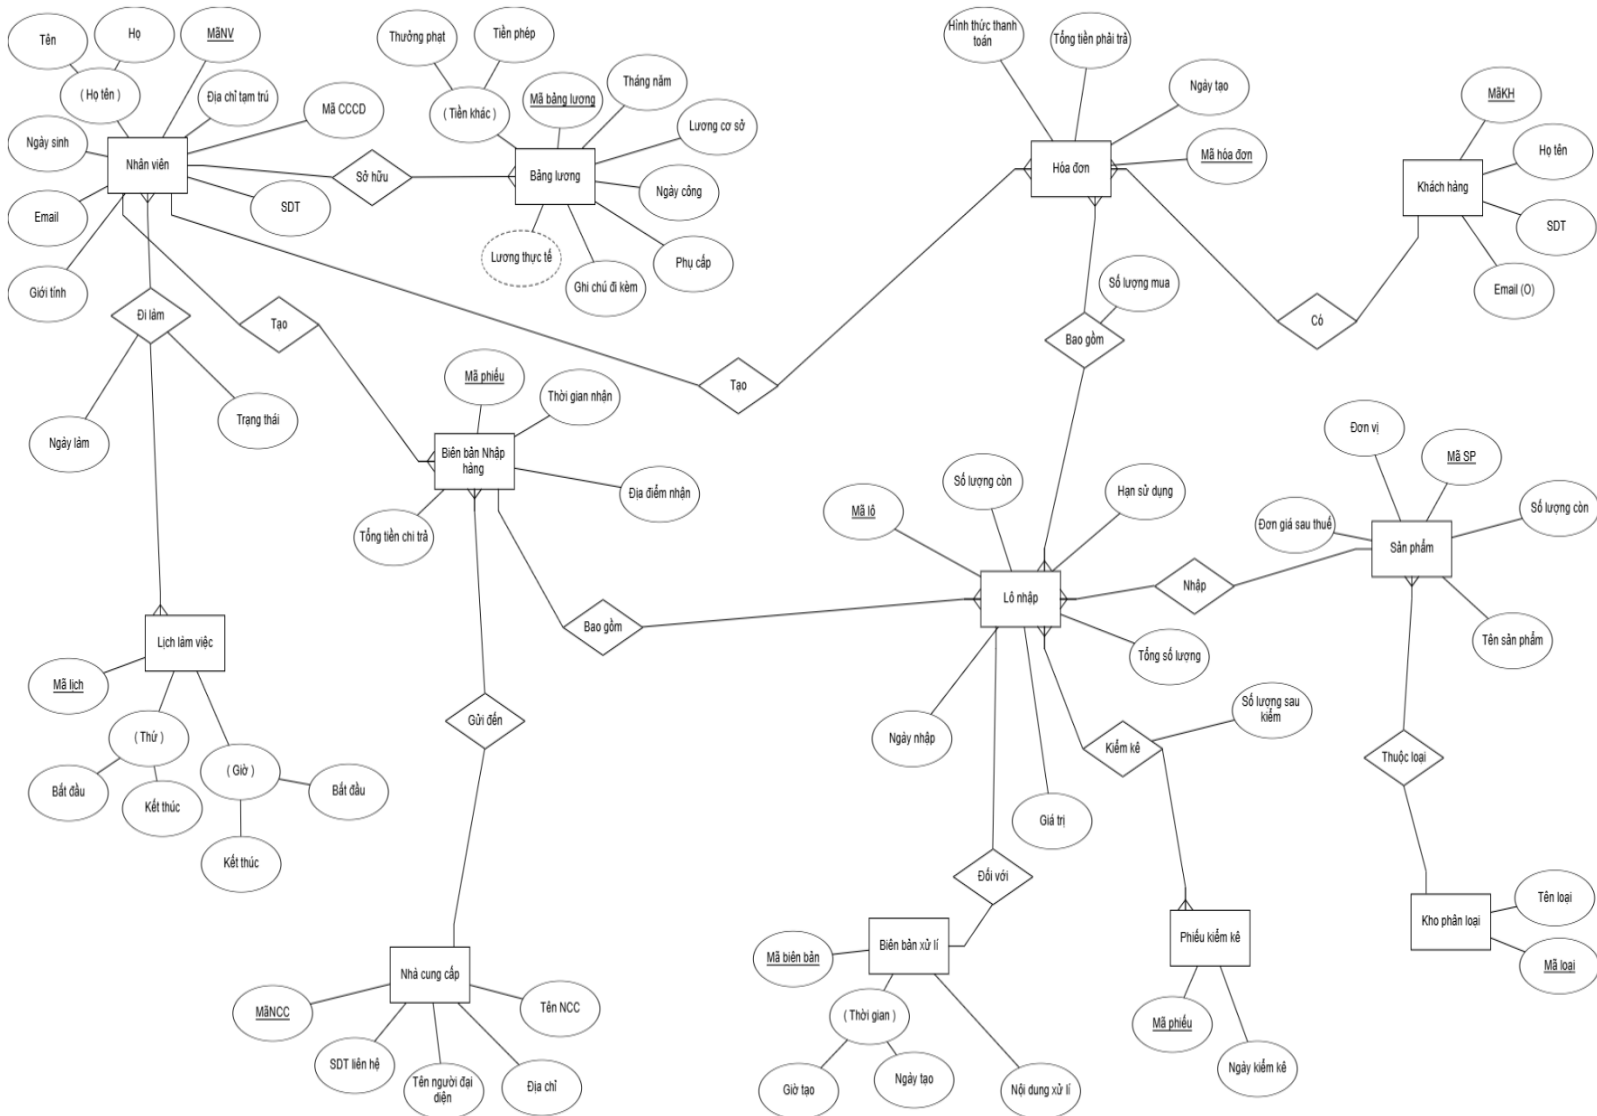 Tên
Họ
MãNV
( Họ tên )
Địa chỉ tạm trú
Mã CCCD
Ngày sinh
Nhân viên
Email
SDT
Giới tính
Sở hữu
Thưởng phạt
Tiền phép
( Tiền khác )
Mã bảng lương
Tháng năm
Lương cơ sở
Bảng lương
Ngày công
Lương thực tế
Ghi chú đi kèm
Phụ cấp
Hình thức thanh
toán
Tổng tiền phải trả
Ngày tạo
Hóa đơn
Mã hóa đơn
MãKH
Họ tên
Khách hàng
SDT
Email (O)
Đi làm
Ngày làm
Trạng thái
Tạo
Tạo
Số lượng mua
Bao gồm
Có
Mã phiếu
Thời gian nhận
Biên bản Nhập
hàng
Địa điểm nhận
Tổng tiền chi trả
Bao gồm
Mã lô
Số lượng còn
Hạn sử dụng
Lô nhập
Tổng số lượng
Ngày nhập
Giá trị
Nhập
Đơn vị
Mã SP
Đơn giá sau thuế
Số lượng còn
Sản phẩm
Tên sản phẩm
Lịch làm việc
Mã lịch
( Thứ )
Bắt đầu
Kết thúc
( Giờ )
Bắt đầu
Kết thúc
Gửi đến
Kiểm kê
Số lượng sau
kiểm
Thuộc loại
Đối với
Nhà cung cấp
MãNCC
Tên NCC
SDT liên hệ
Tên người đại
diện
Địa chỉ
Biên bản xử lí
Mã biên bản
( Thời gian )
Giờ tạo
Ngày tạo
Nội dung xử lí
Phiếu kiểm kê
Mã phiếu
Ngày kiểm kê
Kho phân loại
Tên loại
Mã loại